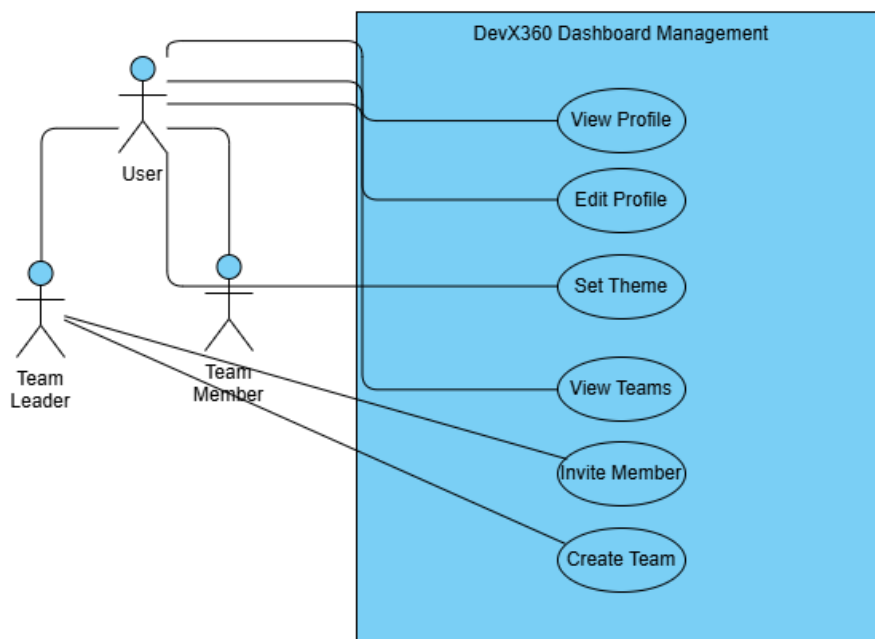 DevX360 Dashboard Management
View Profile
User
Edit Profile
Set Theme
Team
Leader
Team
Member
View Teams
Invite Member
Create Team